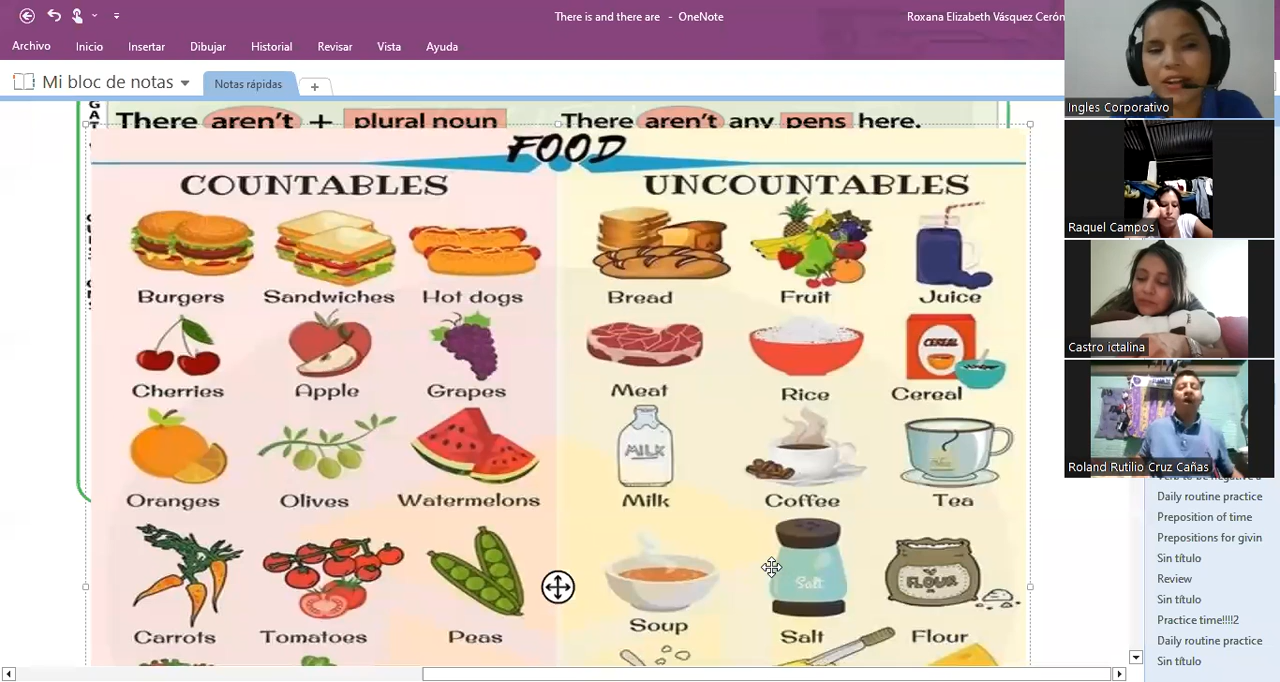 There is and there are - OneNote
Roxana Elizabeth Vásquez Cerón
Archivo Inicio Insertar Dibujar Historial Revisar Vista Ayuda
Mi bloc de notas
Notas rápidas
+
There aren't + plural noun
There aren't any pens here.
FOOD
COUNTABLES
UNCOUNTABLES
Burgers Sandwiches Hot dogs
Bread Fruit Juice
CEREAL
Cherries Apple Grapes
Meat Rice Cereal
MILK
Oranges Olives Watermelons
Milk Coffee Tea
Salt
FLOUR
Carrots Tomatoes Peas
Soup Salt Flour
Ingles Corporativo
Raquel Campos
Castro ictalina
Roland Rutilio Cruz Cañas
Daily routine practice
Preposition of time
Prepositions for givin
Sin título
Review
Sin título
Practice time!!!!2
Daily routine practice
Sin título